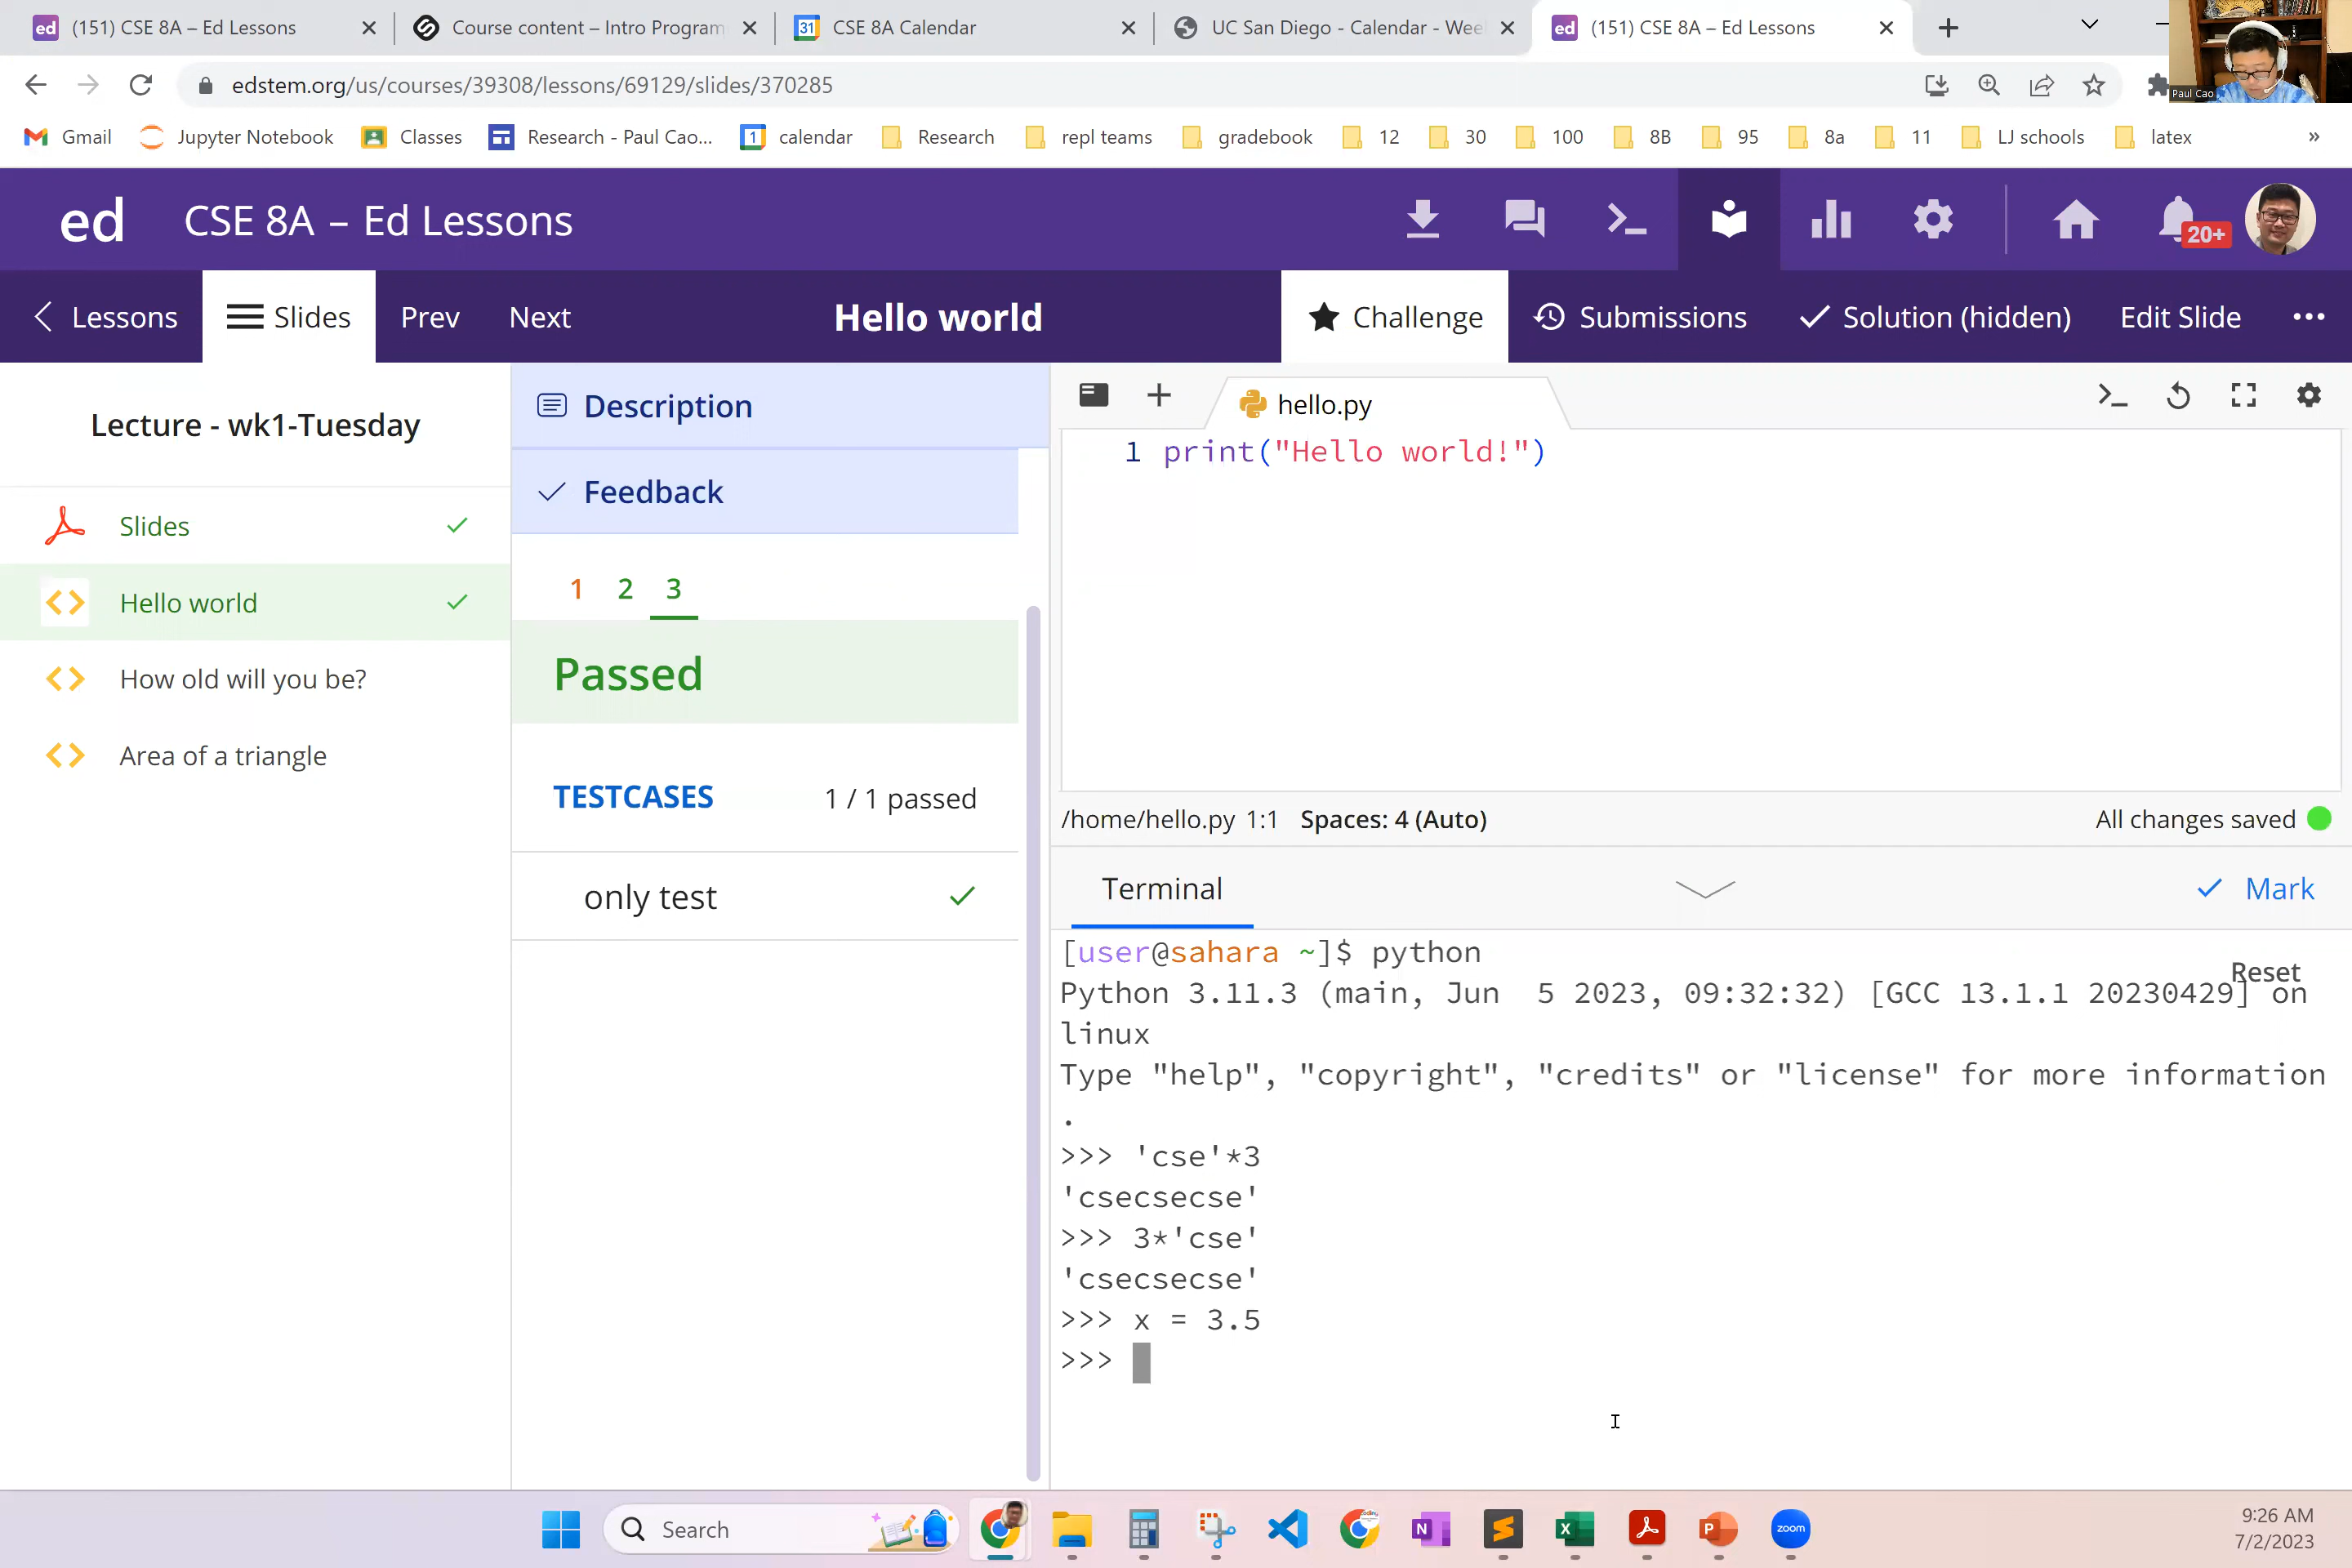 (151) CSE 8A – Ed Lessons
Course content – Intro Program
31
CSE 8A Calendar
UC San Diego - Calendar - Wee
(151) CSE 8A – Ed Lessons
edstem.org/us/courses/39308/lessons/69129/slides/370285
Paul Cao
Gmail
Jupyter Notebook
Classes
Research - Paul Cao...
1
calendar
Research
repl teams
gradebook
12
30
100
8B
95
8a
11
LJ schools
latex
»
ed
CSE 8A – Ed Lessons
20+
Lessons
Slides
Prev
Next
Hello world
Challenge
Submissions
Solution (hidden)
Edit Slide
Lecture - wk1-Tuesday
Slides
Hello world
How old will you be?
Area of a triangle
Description
Feedback
1 2 3
Passed
TESTCASES 1 / 1 passed
only test
hello.py
1 print("Hello world!")
/home/hello.py 1:1 Spaces: 4 (Auto)
All changes saved
Terminal
Mark
Reset
[user@sahara ~]$ python
Python 3.11.3 (main, Jun  5 2023, 09:32:32) [GCC 13.1.1 20230429] on
linux
Type "help", "copyright", "credits" or "license" for more information
.
>>> 'cse'*3
'csecsecse'
>>> 3*'cse'
'csecsecse'
>>> x = 3.5
>>>
Search
zoom
9:26 AM
7/2/2023